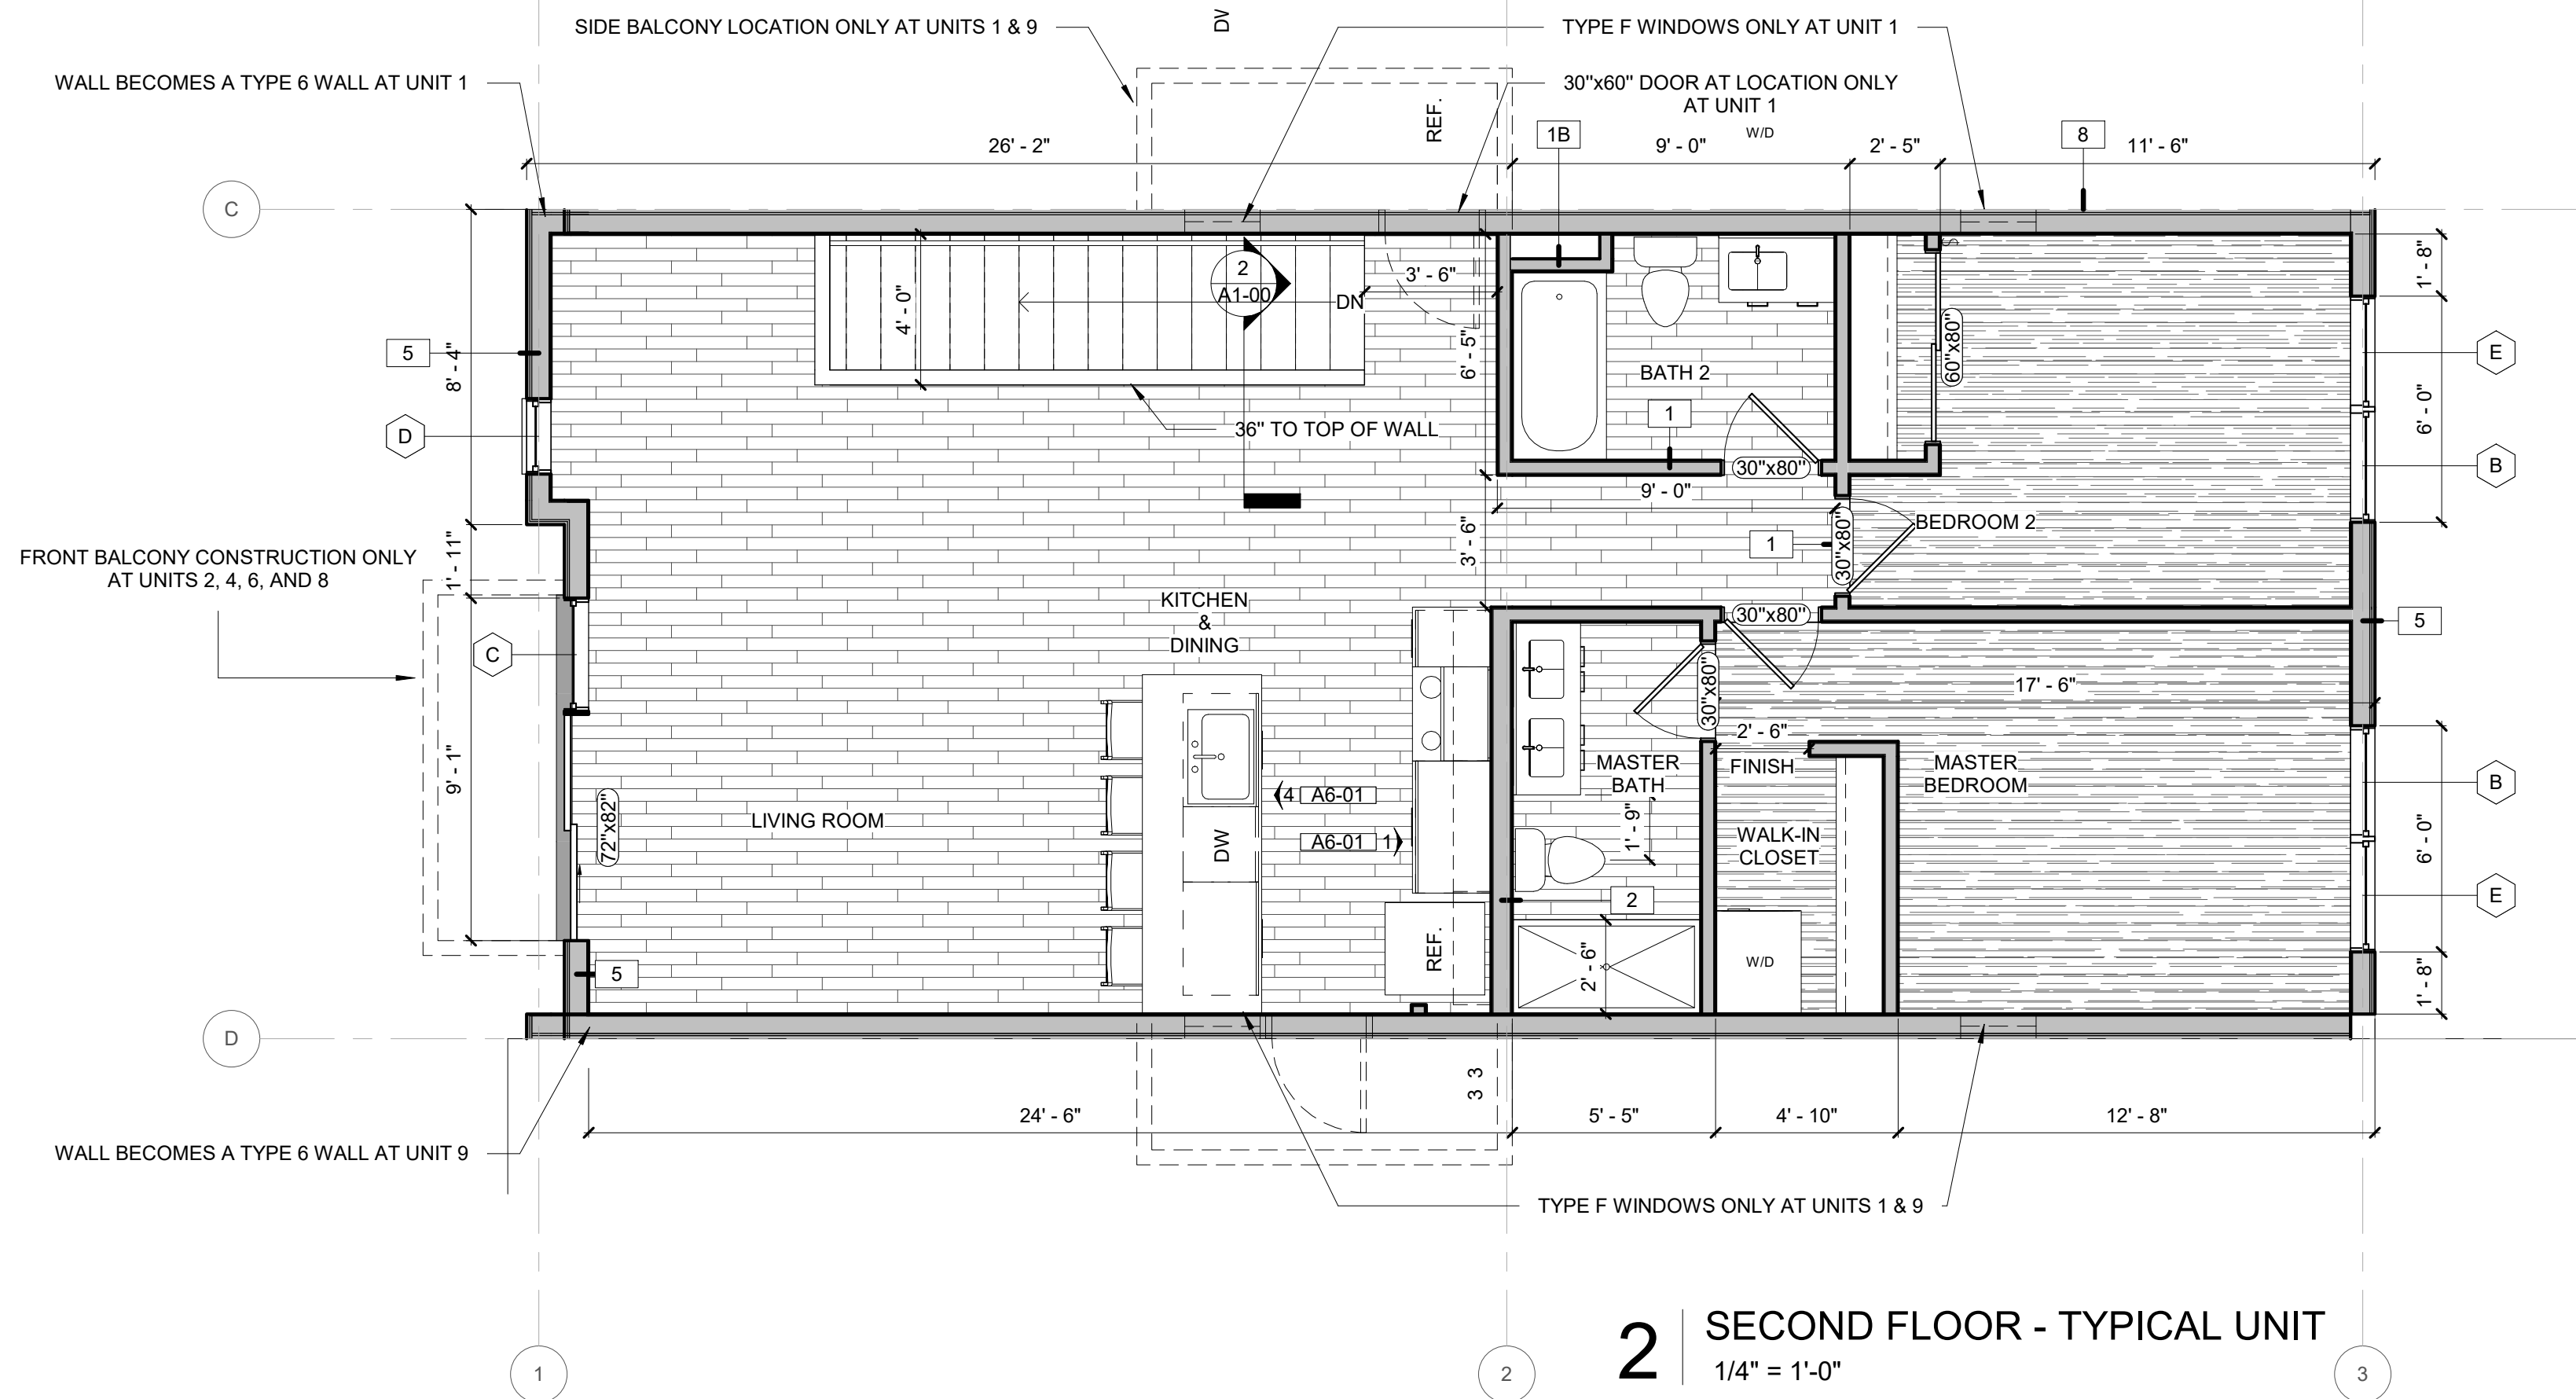 SIDE BALCONY LOCATION ONLY AT UNITS 1 & 9
DW
TYPE F WINDOWS ONLY AT UNIT 1
WALL BECOMES A TYPE 6 WALL AT UNIT 1
30"x60" DOOR AT LOCATION ONLY
AT UNIT 1
REF.
1B
W/D
8
26' - 2"
9' - 0"
2' - 5"
11' - 6"
C
S
1' - 8"
2
A1-00
3' - 6"
DN
4' - 0"
6' - 5"
5
8' - 4"
60"x80"
E
BATH 2
1
6' - 0"
D
36" TO TOP OF WALL
30"x80"
B
9' - 0"
BEDROOM 2
1
30"x80"
3' - 6"
1' - 11"
FRONT BALCONY CONSTRUCTION ONLY
AT UNITS 2, 4, 6, AND 8
KITCHEN
&
DINING
30"x80"
5
C
30"x80"
17' - 6"
2' - 6"
FINISH
MASTER
BATH
MASTER
BEDROOM
B
9' - 1"
4 A6-01
A6-01 1
72"x82"
LIVING ROOM
DW
1' - 9"
WALK-IN
CLOSET
6' - 0"
2
E
REF.
2' - 6"
W/D
5
1' - 8"
D
3 3
24' - 6"
5' - 5"
4' - 10"
12' - 8"
WALL BECOMES A TYPE 6 WALL AT UNIT 9
TYPE F WINDOWS ONLY AT UNITS 1 & 9
2
SECOND FLOOR - TYPICAL UNIT
1/4" = 1'-0"
1
2
3